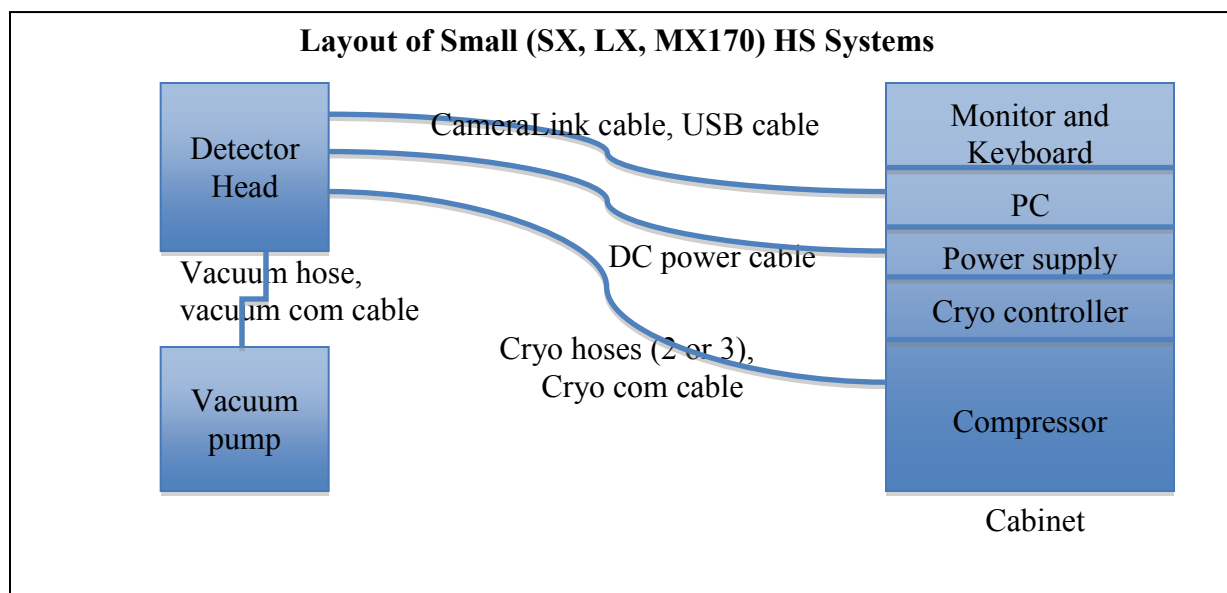 Layout of Small (SX, LX, MX170) HS Systems
Detector
Head
CameraLink cable, USB cable
Monitor and
Keyboard
PC
DC power cable
Power supply
Vacuum hose,
vacuum com cable
Cryo controller
Cryo hoses (2 or 3),
Cryo com cable
Vacuum
pump
Compressor
Cabinet